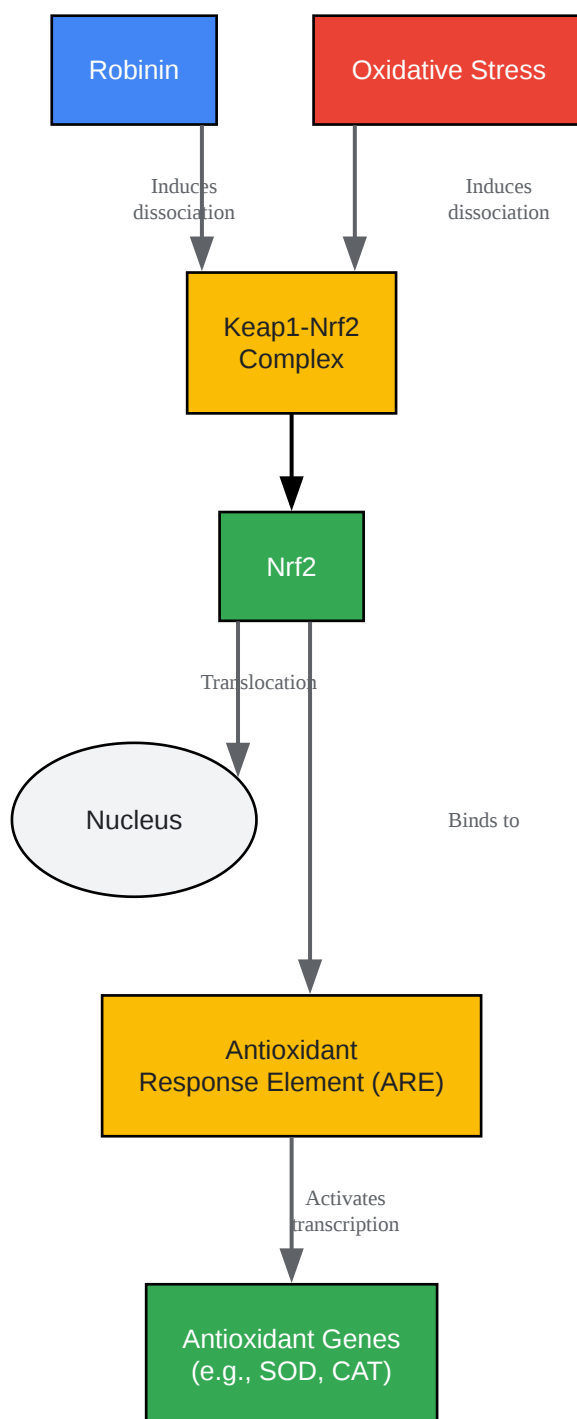 Robinin
Oxidative Stress
Induces
dissociation
Induces
dissociation
Keap1-Nrf2
Complex
Nrf2
Translocation
Nucleus
Binds to
Antioxidant
Response Element (ARE)
Activates
transcription
Antioxidant Genes
(e.g., SOD, CAT)